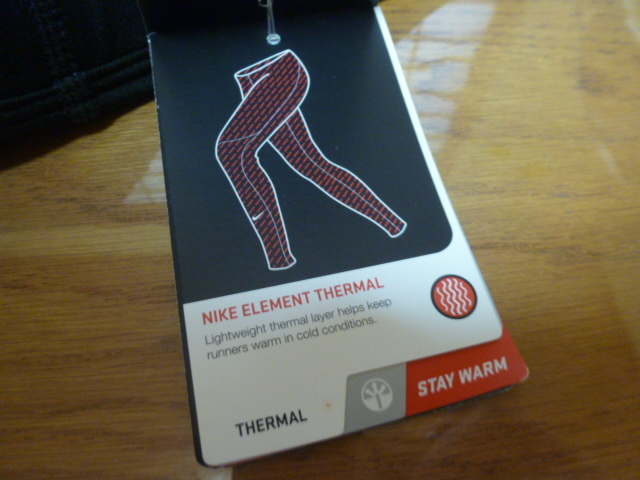 NIKE ELEMENT THERMAL
Lightweight thermal layer helps keep
runners warm in cold conditions.
THERMAL
STAY WARM